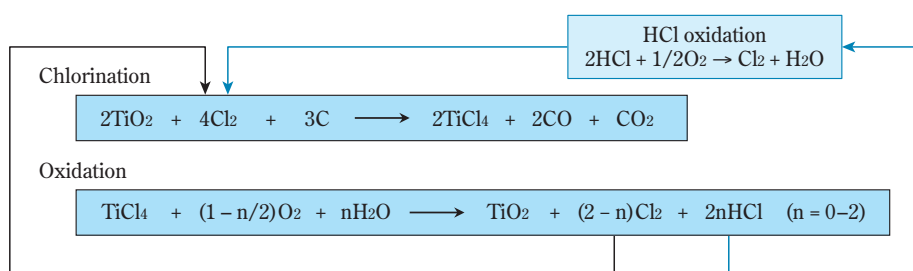 HCl oxidation
2HCl + 1/2O₂ → Cl₂ + H₂O
Chlorination
2TiO₂ + 4Cl₂ + 3C ⟶ 2TiCl₄ + 2CO + CO₂
Oxidation
TiCl₄ + (1 – n/2)O₂ + nH₂O ⟶ TiO₂ + (2 – n)Cl₂ + 2nHCl (n = 0–2)